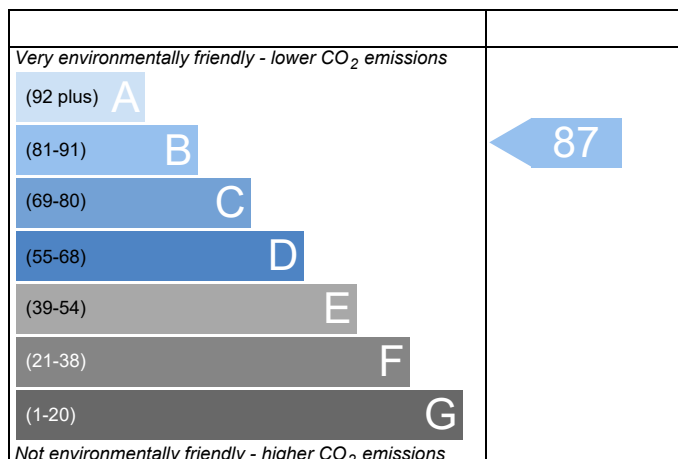 Very environmentally friendly - lower CO₂ emissions
(92 plus) A
(81-91) B
87
(69-80) C
(55-68) D
(39-54) E
(21-38) F
(1-20) G
Not environmentally friendly - higher CO₂ emissions